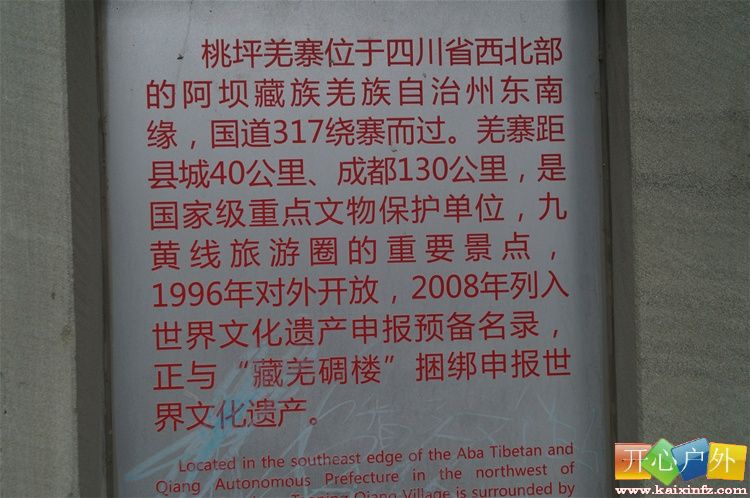 桃坪羌寨位于四川省西北部
的阿坝藏族羌族自治州东南
缘，国道317绕寨而过。羌寨距
县城40公里、成都130公里，是
国家级重点文物保护单位，九
黄线旅游圈的重要景点，
1996年对外开放，2008年列入
世界文化遗产申报预备名录，
正与“藏羌碉楼”捆绑申报世
界文化遗产。
Located in the southeast edge of the Aba Tibetan and
Qiang Autonomous Prefecture in the northwest of
Taoping Qiang Village is surrounded by
开心户外
www.kaixinfz.com